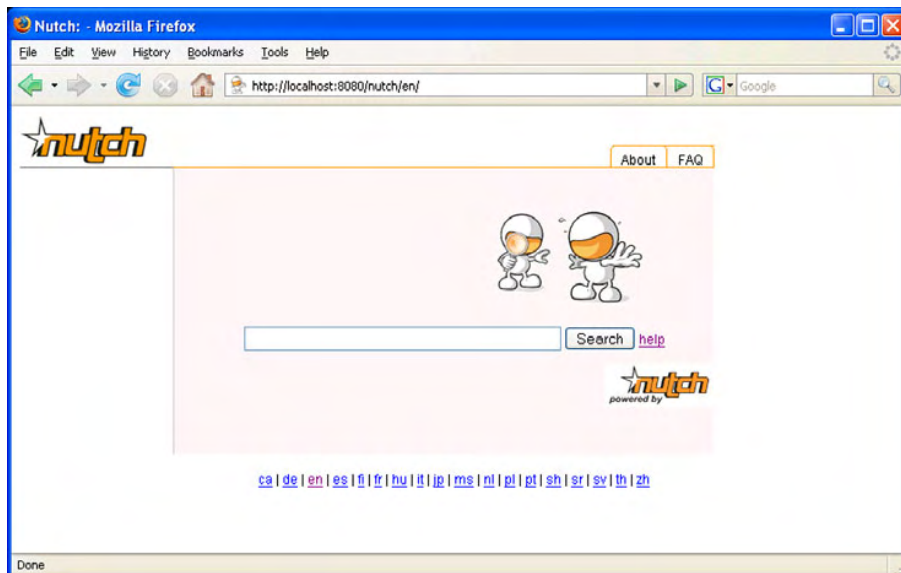 Nutch: - Mozilla Firefox
File Edit View History Bookmarks Tools Help
http://localhost:8080/nutch/en/ G Google
nutch
About FAQ
Search help
nutch
powered by
ca | de | en | es | fi | fr | hu | it | jp | ms | nl | pl | pt | sh | sr | sv | th | zh
Done